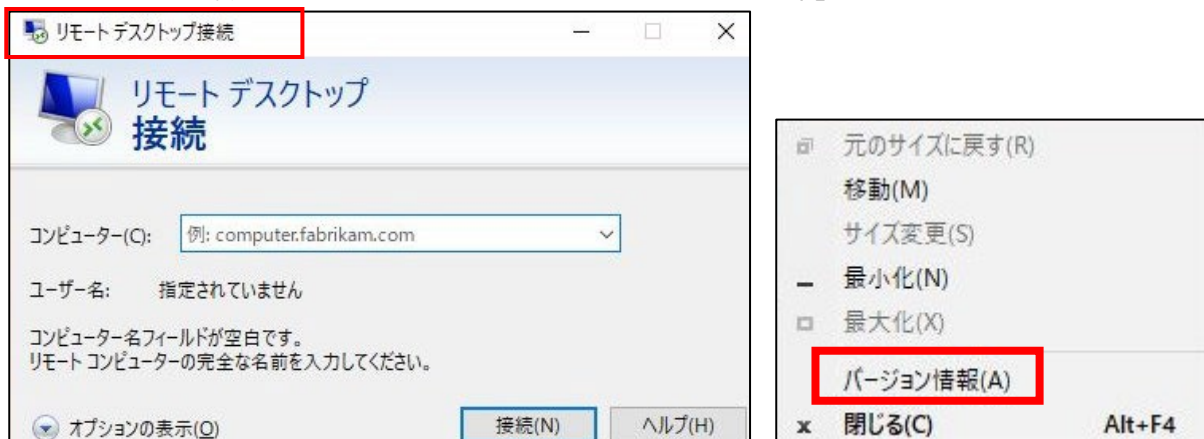 リモート デスクトップ接続
リモート デスクトップ
接続
コンピューター(C):
例: computer.fabrikam.com
ユーザー名: 指定されていません
コンピューター名フィールドが空白です。
リモート コンピューターの完全な名前を入力してください。
オプションの表示(O)
接続(N)
ヘルプ(H)
元のサイズに戻す(R)
移動(M)
サイズ変更(S)
最小化(N)
最大化(X)
バージョン情報(A)
閉じる(C) Alt+F4